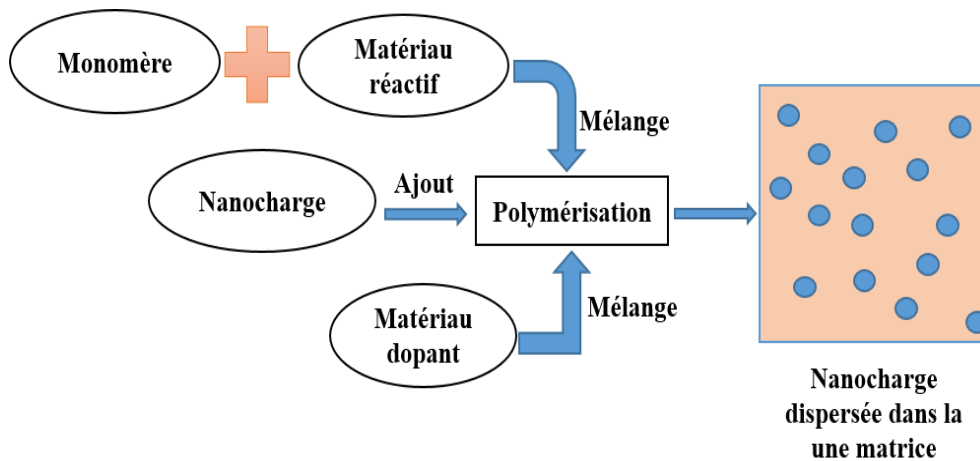 Monomère
Matériau
réactif
Mélange
Nanocharge
Ajout
Polymérisation
Matériau
dopant
Mélange
Nanocharge
dispersée dans la
une matrice